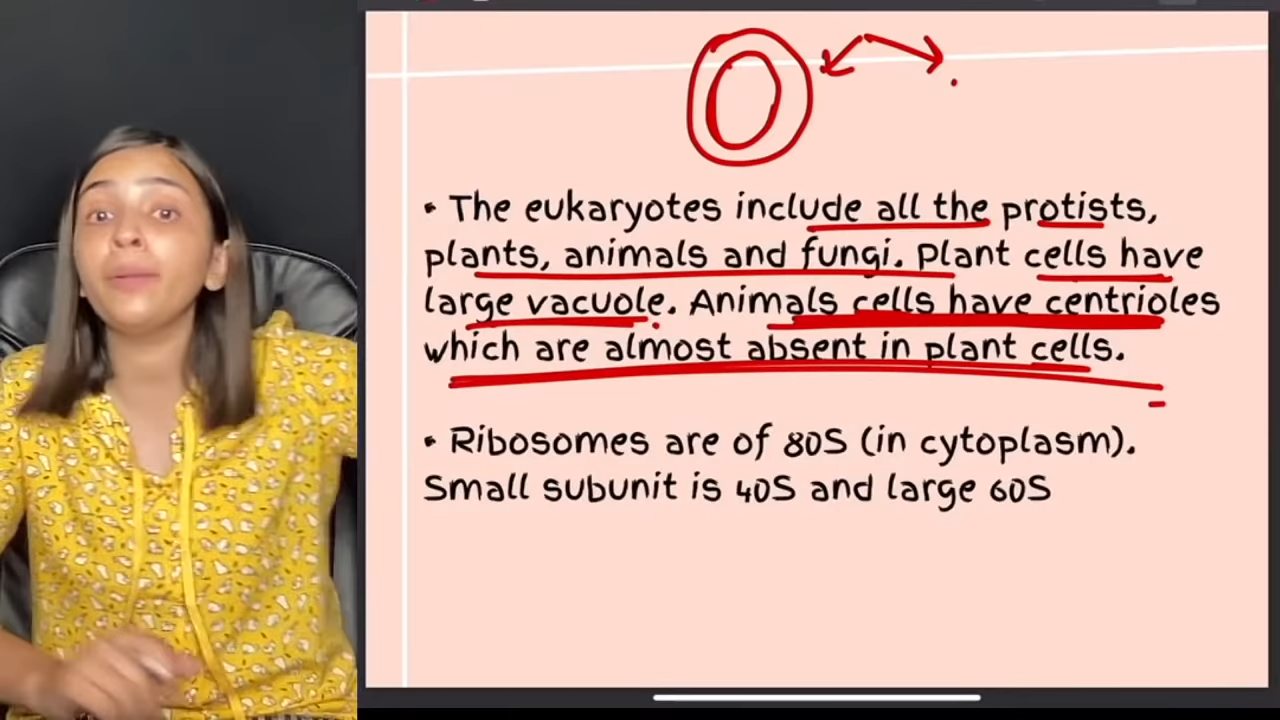 • The eukaryotes include all the protists,
plants, animals and fungi. Plant cells have
large vacuole. Animals cells have centrioles
which are almost absent in plant cells.
• Ribosomes are of 80S (in cytoplasm).
Small subunit is 40S and large 60S